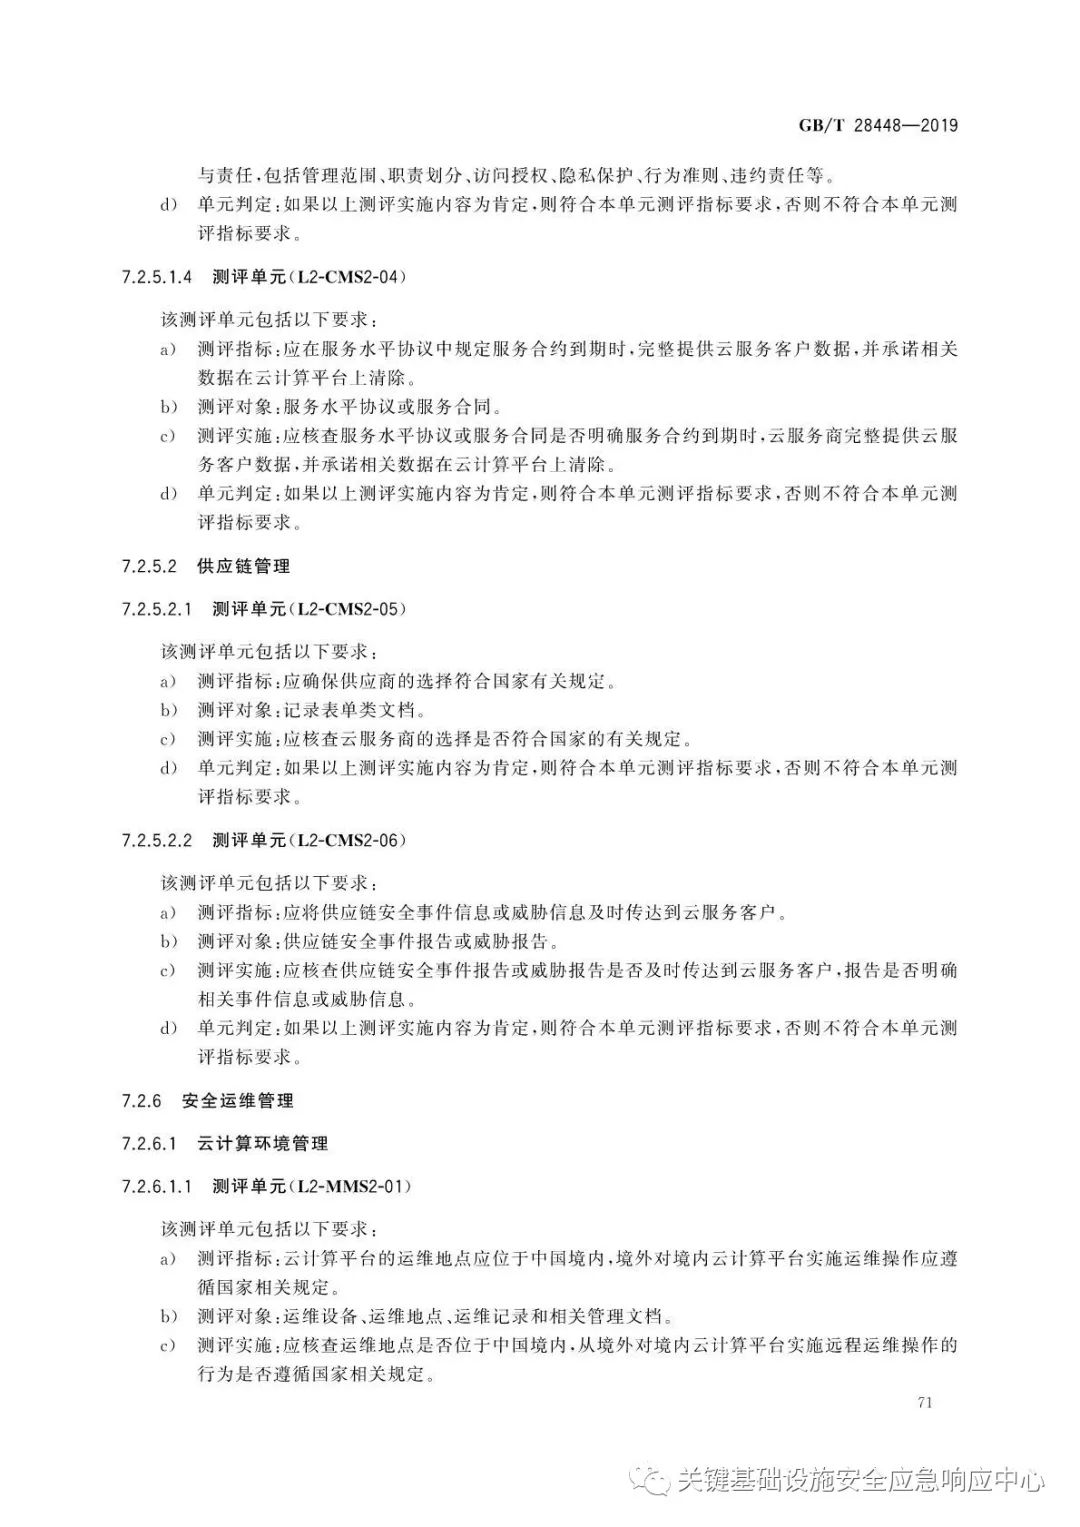 GB/T 28448—2019
与责任,包括管理范围、职责划分、访问授权、隐私保护、行为准则、违约责任等。
d) 单元判定:如果以上测评实施内容为肯定,则符合本单元测评指标要求,否则不符合本单元测
评指标要求。
7.2.5.1.4 测评单元(L2-CMS2-04)
该测评单元包括以下要求:
a) 测评指标:应在服务水平协议中规定服务合约到期时,完整提供云服务客户数据,并承诺相关
数据在云计算平台上清除。
b) 测评对象:服务水平协议或服务合同。
c) 测评实施:应核查服务水平协议或服务合同是否明确服务合约到期时,云服务商完整提供云服
务客户数据,并承诺相关数据在云计算平台上清除。
d) 单元判定:如果以上测评实施内容为肯定,则符合本单元测评指标要求,否则不符合本单元测
评指标要求。
7.2.5.2 供应链管理
7.2.5.2.1 测评单元(L2-CMS2-05)
该测评单元包括以下要求:
a) 测评指标:应确保供应商的选择符合国家有关规定。
b) 测评对象:记录表单类文档。
c) 测评实施:应核查云服务商的选择是否符合国家的有关规定。
d) 单元判定:如果以上测评实施内容为肯定,则符合本单元测评指标要求,否则不符合本单元测
评指标要求。
7.2.5.2.2 测评单元(L2-CMS2-06)
该测评单元包括以下要求:
a) 测评指标:应将供应链安全事件信息或威胁信息及时传达到云服务客户。
b) 测评对象:供应链安全事件报告或威胁报告。
c) 测评实施:应核查供应链安全事件报告或威胁报告是否及时传达到云服务客户,报告是否明确
相关事件信息或威胁信息。
d) 单元判定:如果以上测评实施内容为肯定,则符合本单元测评指标要求,否则不符合本单元测
评指标要求。
7.2.6 安全运维管理
7.2.6.1 云计算环境管理
7.2.6.1.1 测评单元(L2-MMS2-01)
该测评单元包括以下要求:
a) 测评指标:云计算平台的运维地点应位于中国境内,境外对境内云计算平台实施运维操作应遵
循国家相关规定。
b) 测评对象:运维设备、运维地点、运维记录和相关管理文档。
c) 测评实施:应核查运维地点是否位于中国境内,从境外对境内云计算平台实施远程运维操作的
行为是否遵循国家相关规定。
71
关键基础设施安全应急响应中心